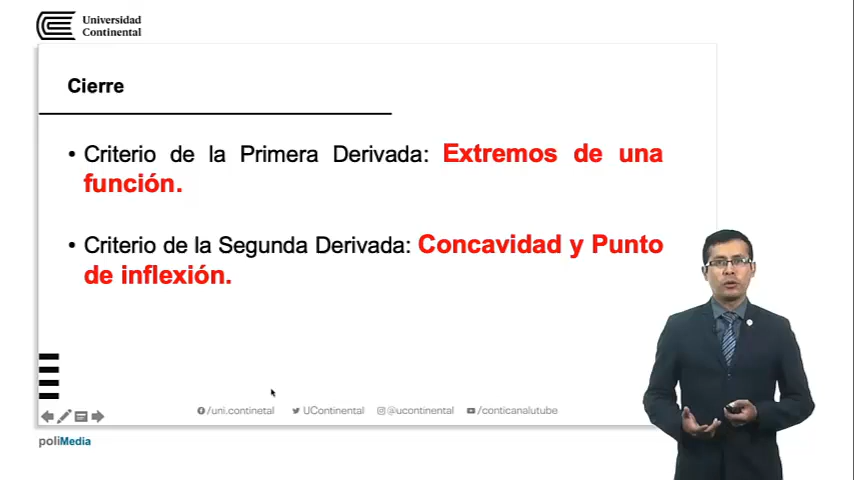 Universidad
Continental
Cierre
• Criterio de la Primera Derivada: Extremos de una
función.
• Criterio de la Segunda Derivada: Concavidad y Punto
de inflexión.
/uni.continetal UContinental @ucontinental /conticanalutube
poliMedia